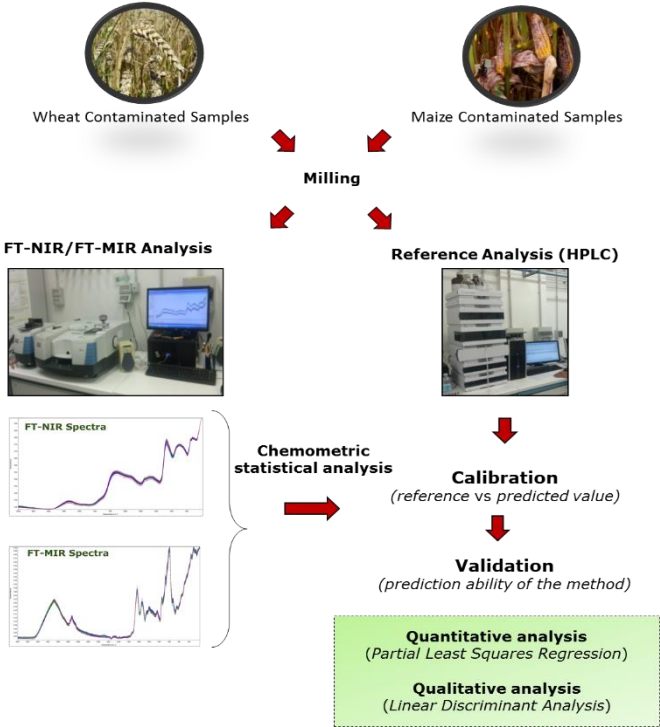 Wheat Contaminated Samples
Maize Contaminated Samples
Milling
FT-NIR/FT-MIR Analysis
Reference Analysis (HPLC)
FT-NIR Spectra
Chemometric
statistical analysis
Calibration
(reference vs predicted value)
FT-MIR Spectra
Validation
(prediction ability of the method)
Quantitative analysis
(Partial Least Squares Regression)
Qualitative analysis
(Linear Discriminant Analysis)